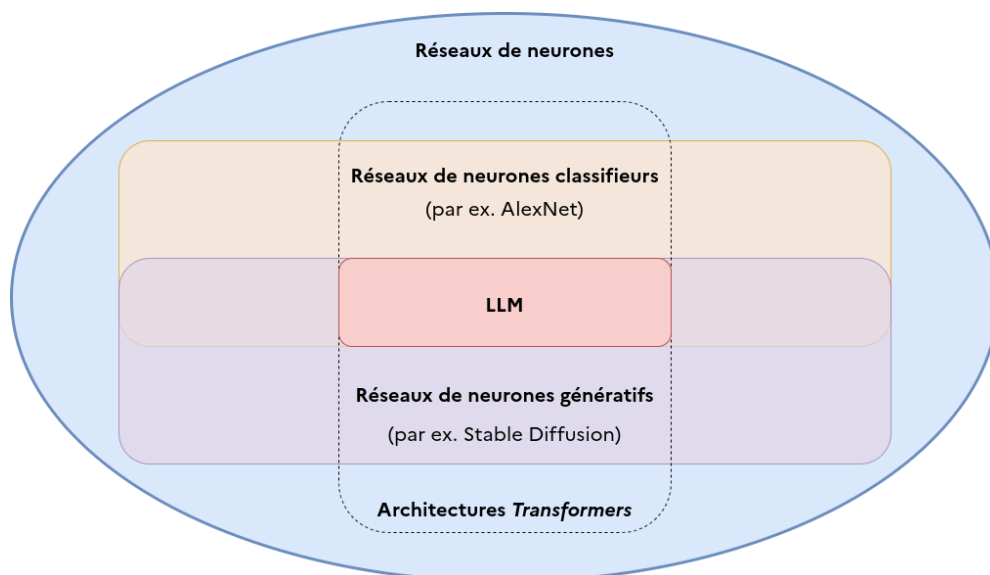 Réseaux de neurones
Réseaux de neurones classifieurs
(par ex. AlexNet)
LLM
Réseaux de neurones génératifs
(par ex. Stable Diffusion)
Architectures Transformers